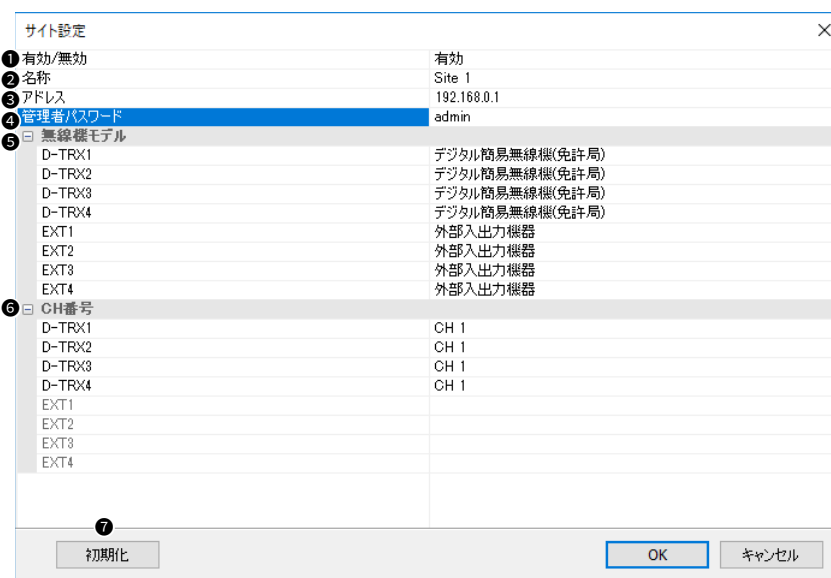 サイト設定
❶ 有効/無効 有効
❷ 名称 Site 1
❸ アドレス 192.168.0.1
❹ 管理者パスワード admin
❺ 無線機モデル
D-TRX1 デジタル簡易無線機(免許局)
D-TRX2 デジタル簡易無線機(免許局)
D-TRX3 デジタル簡易無線機(免許局)
D-TRX4 デジタル簡易無線機(免許局)
EXT1 外部入出力機器
EXT2 外部入出力機器
EXT3 外部入出力機器
EXT4 外部入出力機器
❻ CH番号
D-TRX1 CH 1
D-TRX2 CH 1
D-TRX3 CH 1
D-TRX4 CH 1
EXT1
EXT2
EXT3
EXT4
❼
初期化 OK キャンセル